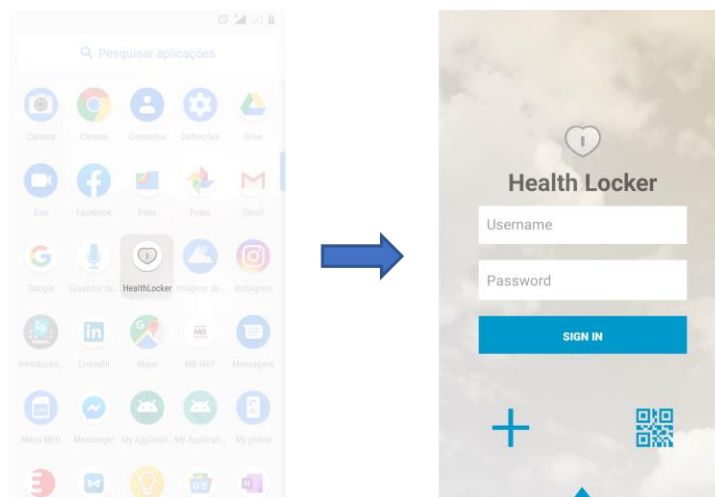 Pesquisar aplicações
Câmara Chrome Contactos Definições Drive
Duo Facebook Files Fotos Gmail
Google Gravador de... HealthLocker Imagens de... Instagram
Introdução... LinkedIn Maps MB WAY Mensagens
Menu MEO Messenger My Applicati... My Applicati... My phone
Health Locker
Username
Password
SIGN IN